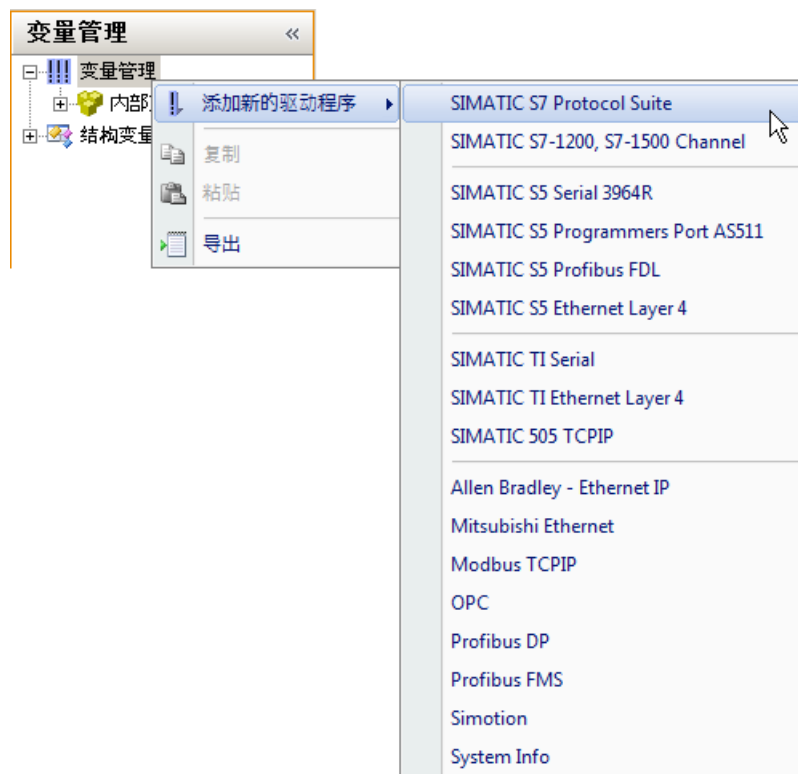 变量管理 «
变量管理
内部
结构变量
添加新的驱动程序
复制
粘贴
导出
SIMATIC S7 Protocol Suite
SIMATIC S7-1200, S7-1500 Channel
SIMATIC S5 Serial 3964R
SIMATIC S5 Programmers Port AS511
SIMATIC S5 Profibus FDL
SIMATIC S5 Ethernet Layer 4
SIMATIC TI Serial
SIMATIC TI Ethernet Layer 4
SIMATIC 505 TCPIP
Allen Bradley - Ethernet IP
Mitsubishi Ethernet
Modbus TCPIP
OPC
Profibus DP
Profibus FMS
Simotion
System Info